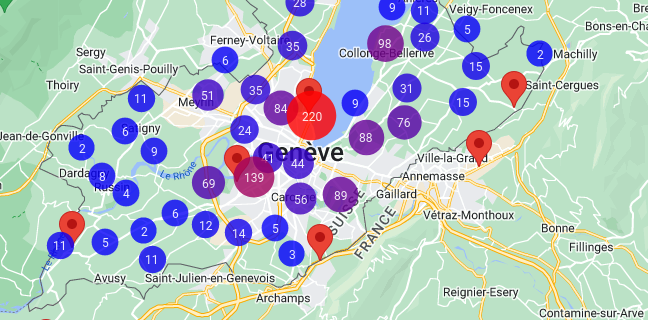 28
9
11
Veigy-Foncenex
Bons-en-Cha
5
26
98
Ferney-Voltaire
35
Collonge-Bellerive
2
Machilly
Sergy
6
Saint-Genis-Pouilly
15
Thoiry
35
31
Saint-Cergues
11
51
Meyrin
84
9
15
220
76
Jean-de-Gonville
6
24
88
2
9
Genève
41
44
Ville-la-Grand
Le Rhône
Dardagny
8
Russin
4
69
139
Annemasse
56
89
Gaillard
6
SUISSE
FRANCE
Vétraz-Monthoux
2
12
14
5
Bonne
11
5
3
Fillinges
11
Avusy
Saint-Julien-en-Genevois
Archamps
Reignier-Esery
Contamine-sur-Arve